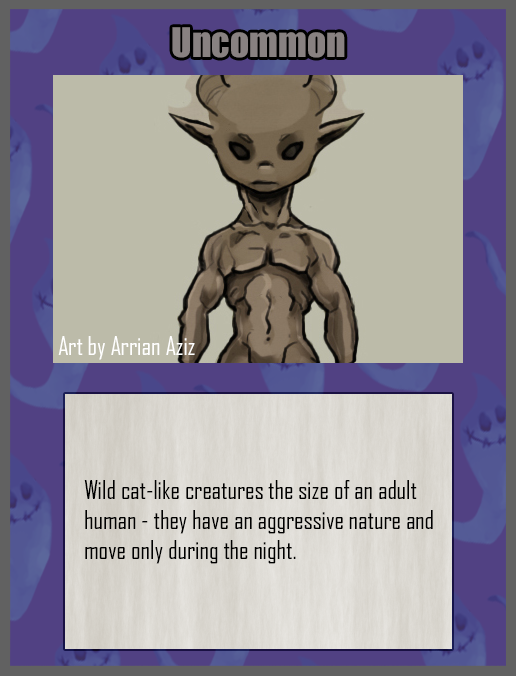 Uncommon
Art by Arrian Aziz
Wild cat-like creatures the size of an adult
human - they have an aggressive nature and
move only during the night.